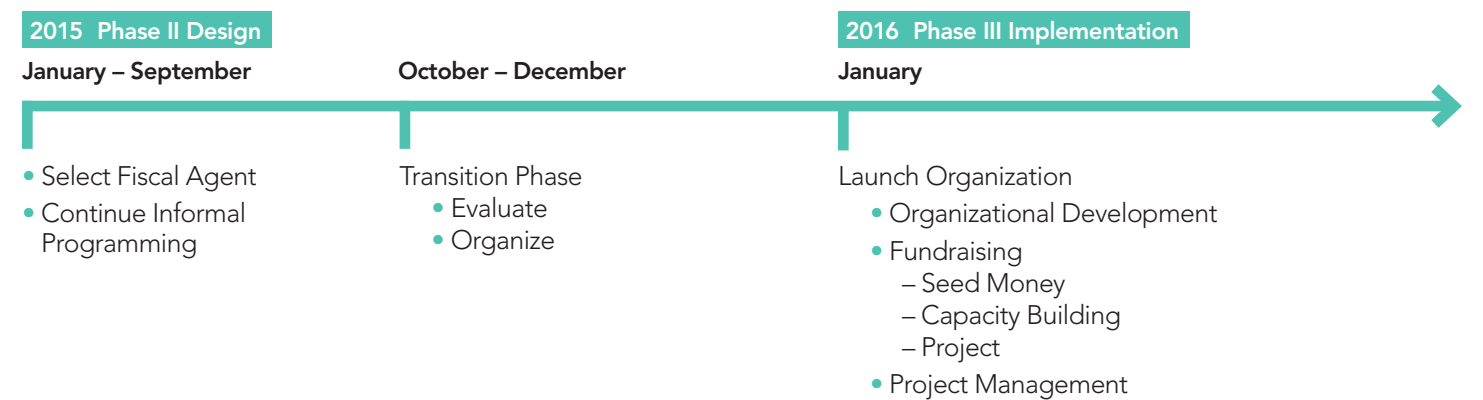 2015 Phase II Design
January – September
• Select Fiscal Agent
• Continue Informal
Programming
October – December
Transition Phase
• Evaluate
• Organize
2016 Phase III Implementation
January
Launch Organization
• Organizational Development
• Fundraising
– Seed Money
– Capacity Building
– Project
• Project Management